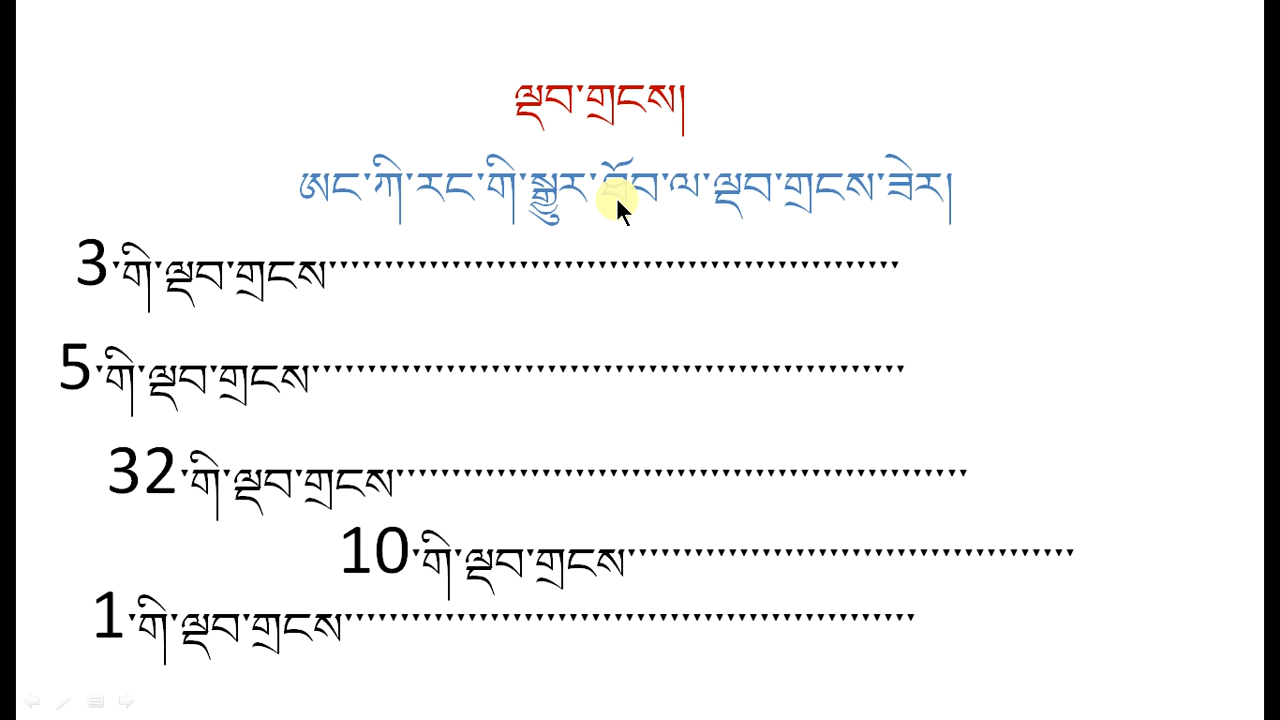 ལྡབ་གྲངས།
ཨང་ཀི་རང་གི་སྒྱུར་ཐོབ་ལ་ལྡབ་གྲངས་ཟེར།
3་གི་ལྡབ་གྲངས་་་་་་་་་་་་་་་་་་་་་་་་་་་་་་་་་་་་་་་་་་་་་་་་་་་
5་གི་ལྡབ་གྲངས་་་་་་་་་་་་་་་་་་་་་་་་་་་་་་་་་་་་་་་་་་་་་་་་་་་་་
32་གི་ལྡབ་གྲངས་་་་་་་་་་་་་་་་་་་་་་་་་་་་་་་་་་་་་་་་་་་་་་་་་་་
10་གི་ལྡབ་གྲངས་་་་་་་་་་་་་་་་་་་་་་་་་་་་་་་་་་་་་་་་
1་གི་ལྡབ་གྲངས་་་་་་་་་་་་་་་་་་་་་་་་་་་་་་་་་་་་་་་་་་་་་་་་་་་